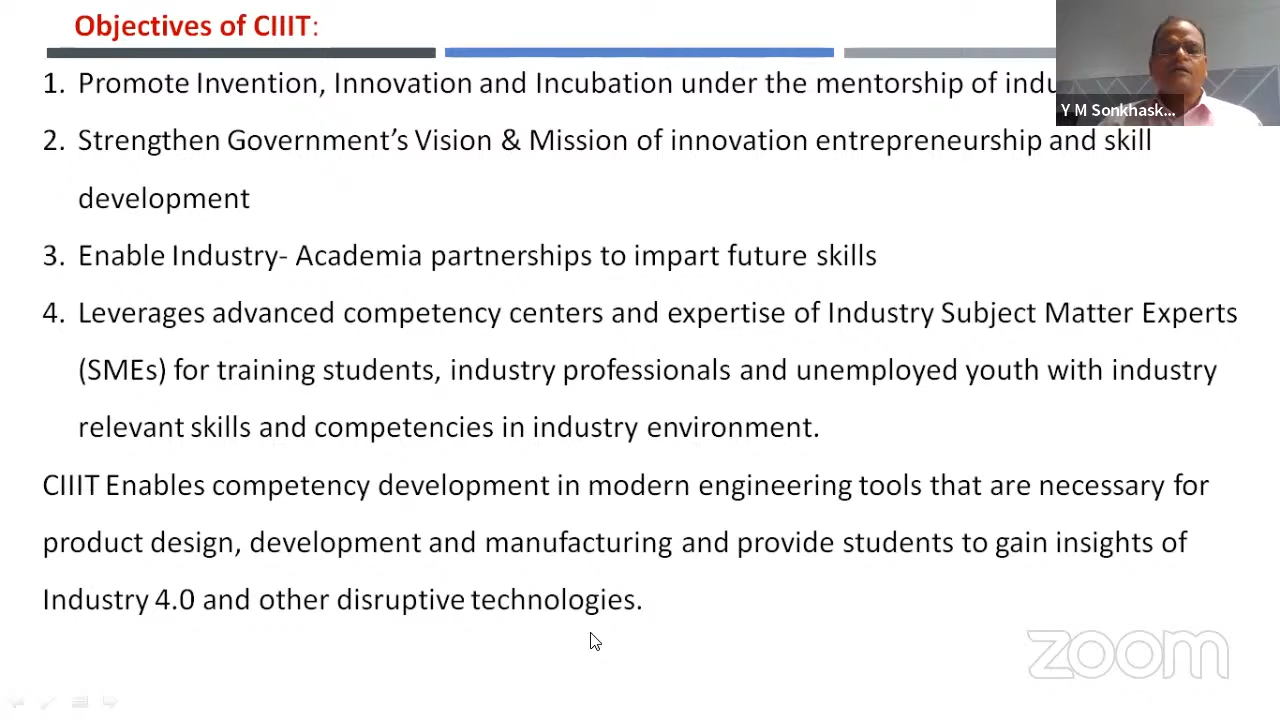 Objectives of CIIIT:
1. Promote Invention, Innovation and Incubation under the mentorship of
Y M Sonkhask...
2. Strengthen Government’s Vision & Mission of innovation entrepreneurship and skill
development
3. Enable Industry- Academia partnerships to impart future skills
4. Leverages advanced competency centers and expertise of Industry Subject Matter Experts
(SMEs) for training students, industry professionals and unemployed youth with industry
relevant skills and competencies in industry environment.
CIIIT Enables competency development in modern engineering tools that are necessary for
product design, development and manufacturing and provide students to gain insights of
Industry 4.0 and other disruptive technologies.
zoom